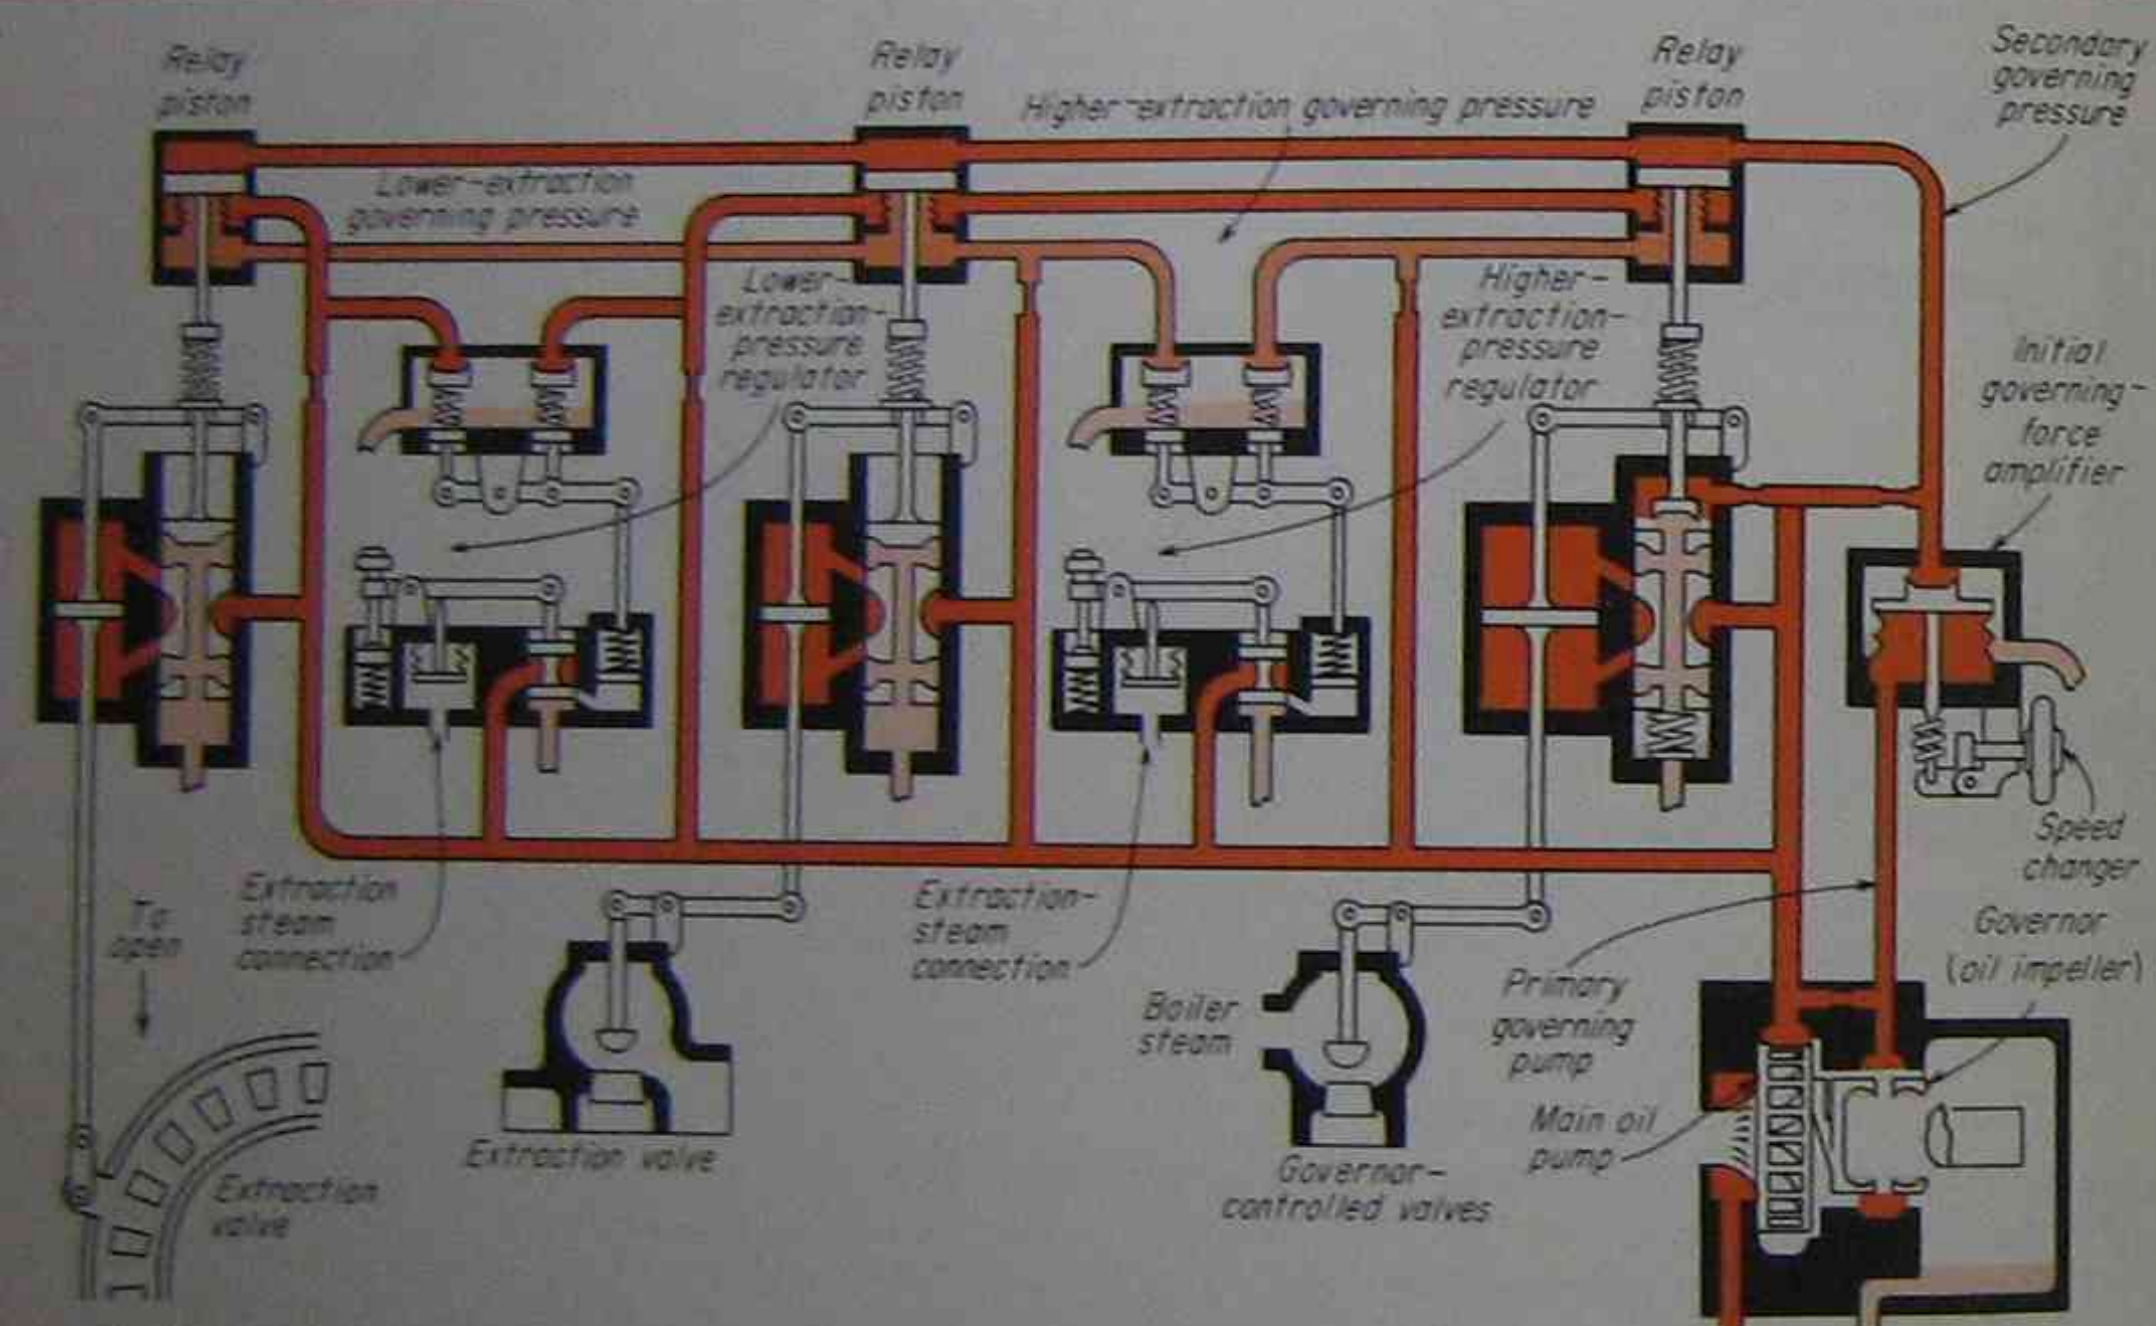 Relay
piston
Relay
piston
Higher-extraction governing pressure
Relay
piston
Secondary
governing
pressure
Lower-extraction
governing pressure
Lower-
extraction-
pressure
regulator
Higher-
extraction-
pressure
regulator
Initial
governing-
force
amplifier
Speed
changer
To
open
Extraction
steam
connection
Extraction-
steam
connection
Boiler
steam
Primary
governing
pump
Governor
(oil impeller)
Main oil
pump
Extraction valve
Governor-
controlled valves
Extraction
valve